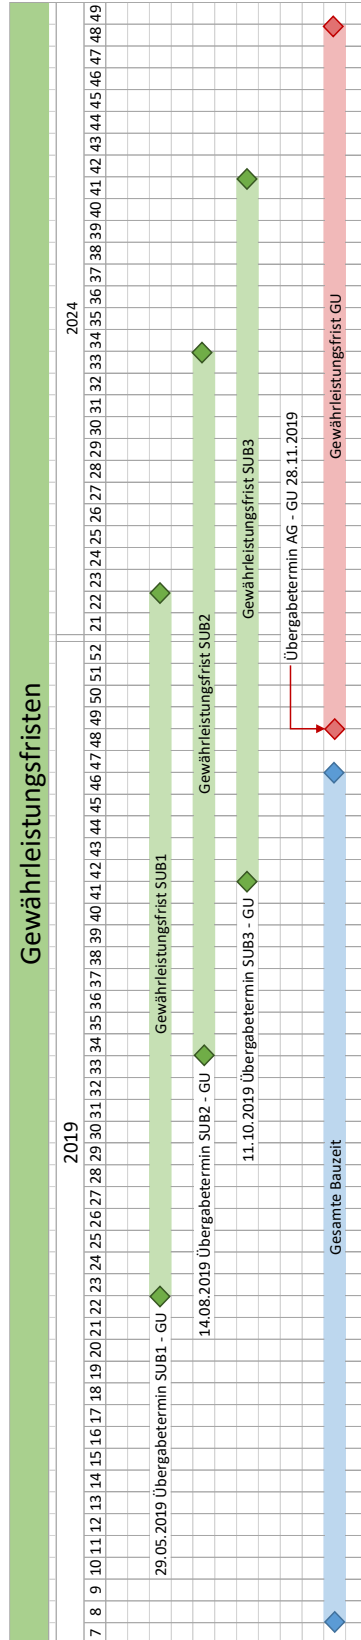 Gewährleistungsfristen
2019 2024
7 8 9 10 11 12 13 14 15 16 17 18 19 20 21 22 23 24 25 26 27 28 29 30 31 32 33 34 35 36 37 38 39 40 41 42 43 44 45 46 47 48 49 50 51 52 21 22 23 24 25 26 27 28 29 30 31 32 33 34 35 36 37 38 39 40 41 42 43 44 45 46 47 48 49
29.05.2019 Übergabetermin SUB1 - GU
Gewährleistungsfrist SUB1
14.08.2019 Übergabetermin SUB2 - GU
Gewährleistungsfrist SUB2
11.10.2019 Übergabetermin SUB3 - GU
Gewährleistungsfrist SUB3
Übergabetermin AG - GU 28.11.2019
Gesamte Bauzeit
Gewährleistungsfrist GU